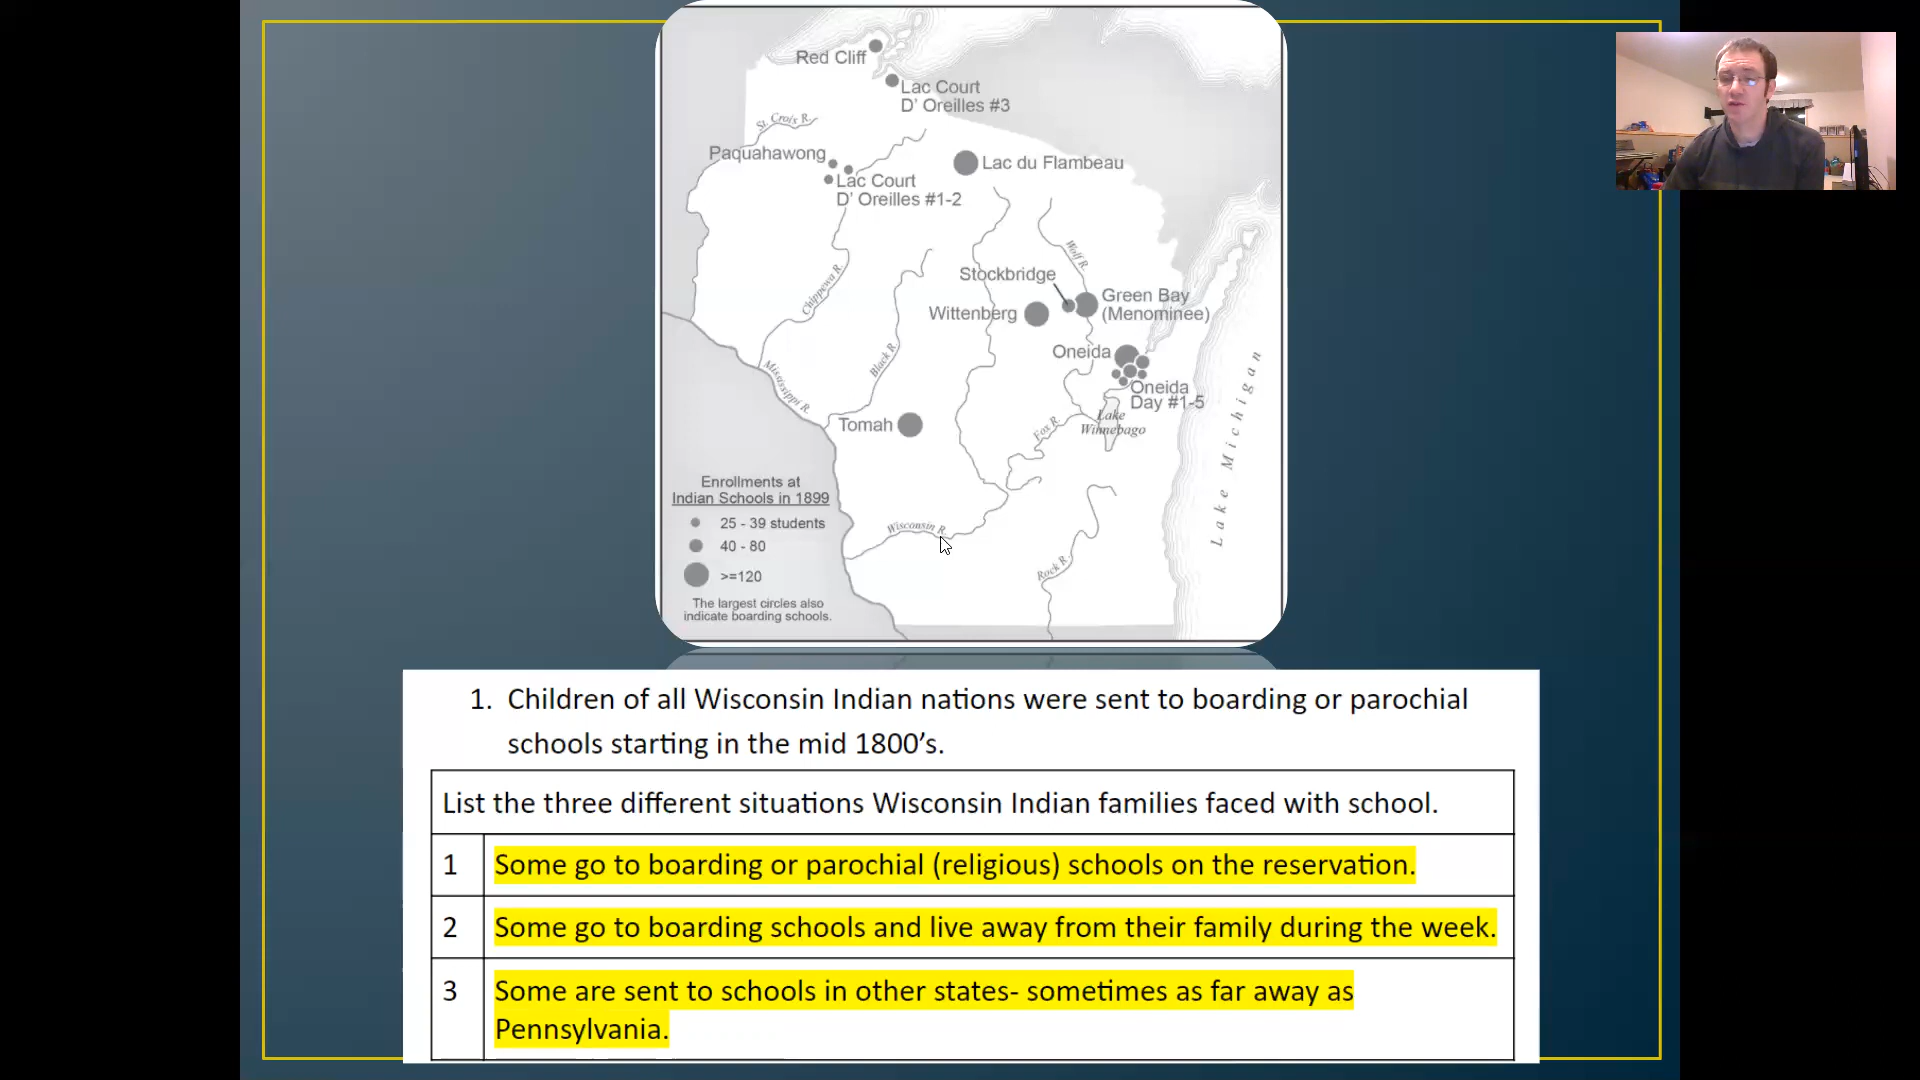 Red Cliff
Lac Court
D' Oreilles #3
St. Croix R.
Paquahawong
Lac du Flambeau
Lac Court
D' Oreilles #1-2
Wolf R.
Stockbridge
Chippewa R.
Green Bay
(Menominee)
Wittenberg
Oneida
Black R.
Mississippi R.
Oneida
Day #1-5
Lake
Winnebago
Fox R.
Tomah
Lake Michigan
Enrollments at
Indian Schools in 1899
25 - 39 students
40 - 80
>=120
The largest circles also
indicate boarding schools.
Wisconsin R.
Rock R.
1. Children of all Wisconsin Indian nations were sent to boarding or parochial
schools starting in the mid 1800's.
List the three different situations Wisconsin Indian families faced with school.
1 Some go to boarding or parochial (religious) schools on the reservation.
2 Some go to boarding schools and live away from their family during the week.
3 Some are sent to schools in other states- sometimes as far away as
Pennsylvania.